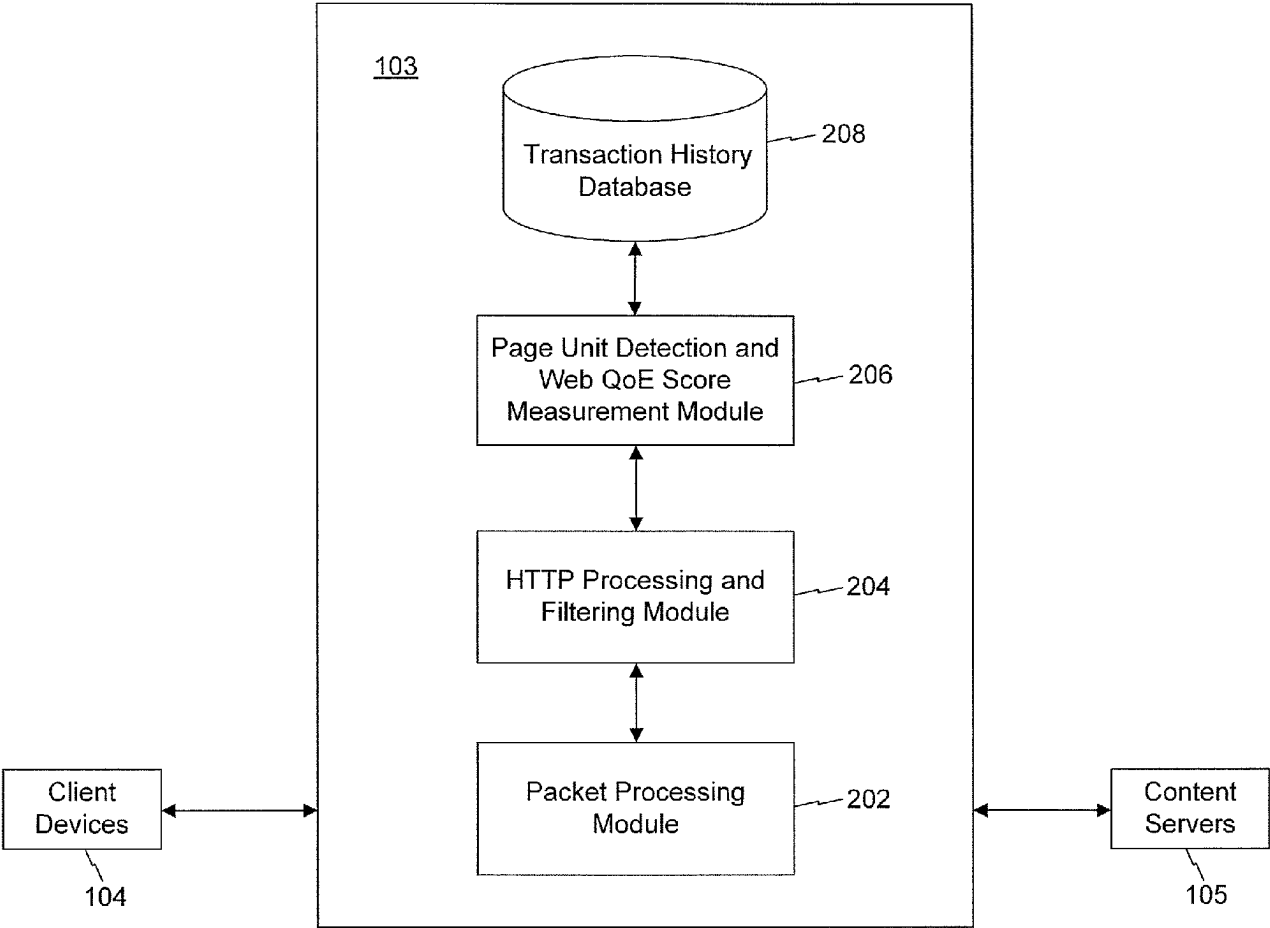 103
208
Transaction History
Database
Page Unit Detection and
Web QoE Score
Measurement Module
206
HTTP Processing and
Filtering Module
204
Packet Processing
Module
202
Client
Devices
104
Content
Servers
105